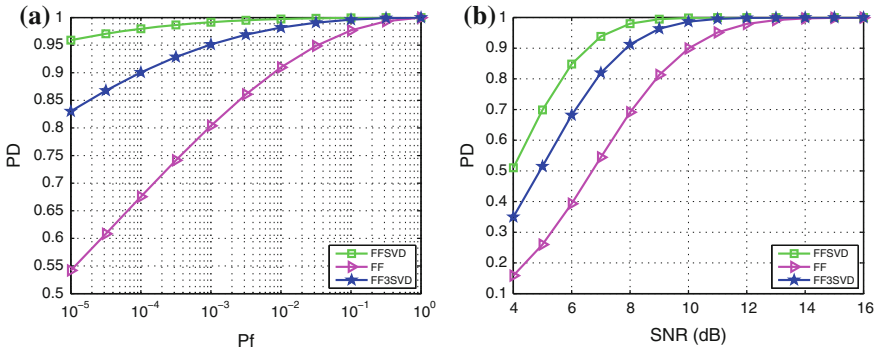 (a)
1
0.95
0.9
0.85
0.8
0.75
0.7
0.65
0.6
0.55
0.5
PD
10⁻⁵
10⁻⁴
10⁻³
10⁻²
10⁻¹
10⁰
Pf
FFSVD
FF
FF3SVD
(b)
1
0.9
0.8
0.7
0.6
0.5
0.4
0.3
0.2
0.1
PD
4
6
8
10
12
14
16
SNR (dB)
FFSVD
FF
FF3SVD